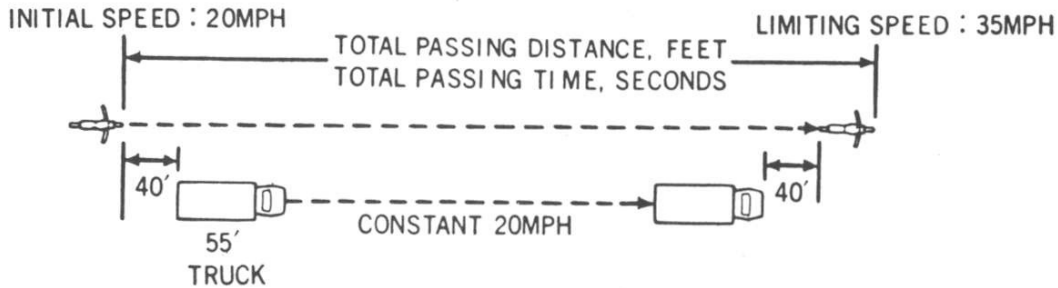 INITIAL SPEED : 20MPH
LIMITING SPEED : 35MPH
TOTAL PASSING DISTANCE, FEET
TOTAL PASSING TIME, SECONDS
40′
40′
CONSTANT 20MPH
55′
TRUCK